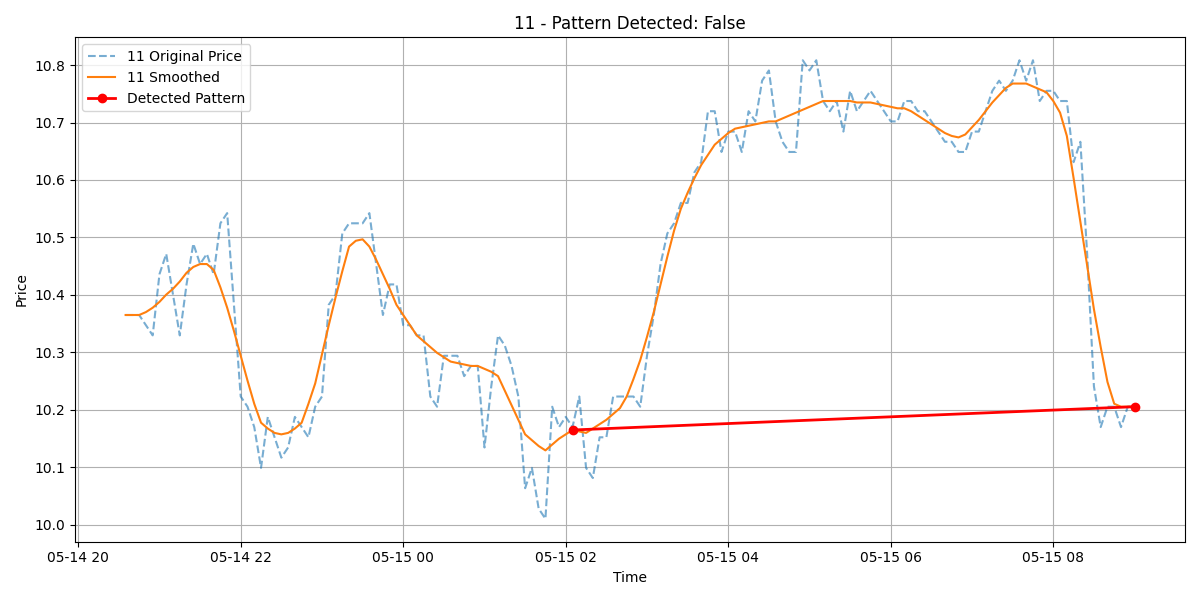 11 - Pattern Detected: False
11 Original Price
11 Smoothed
Detected Pattern
Price
10.8
10.7
10.6
10.5
10.4
10.3
10.2
10.1
10.0
05-14 20
05-14 22
05-15 00
05-15 02
05-15 04
05-15 06
05-15 08
Time